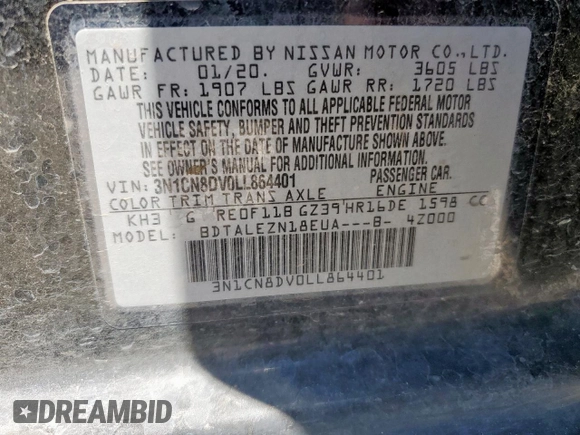 MANUFACTURED BY NISSAN MOTOR CO.,LTD.
DATE: 01/20. GVWR: 3605 LBS
GAWR FR: 1907 LBS GAWR RR: 1720 LBS
THIS VEHICLE CONFORMS TO ALL APPLICABLE FEDERAL MOTOR
VEHICLE SAFETY, BUMPER AND THEFT PREVENTION STANDARDS
IN EFFECT ON THE DATE OF MANUFACTURE SHOWN ABOVE.
SEE OWNER'S MANUAL FOR ADDITIONAL INFORMATION.
VIN: 3N1CN8DV0LL864401 PASSENGER CAR.
COLOR TRIM TRANS AXLE ENGINE
KH3 G RE0F11B GZ39 HR16DE 1598 CC
MODEL: BDTALEZN18EUA---B- 4Z000
3N1CN8DV0LL864401
DREAMBID